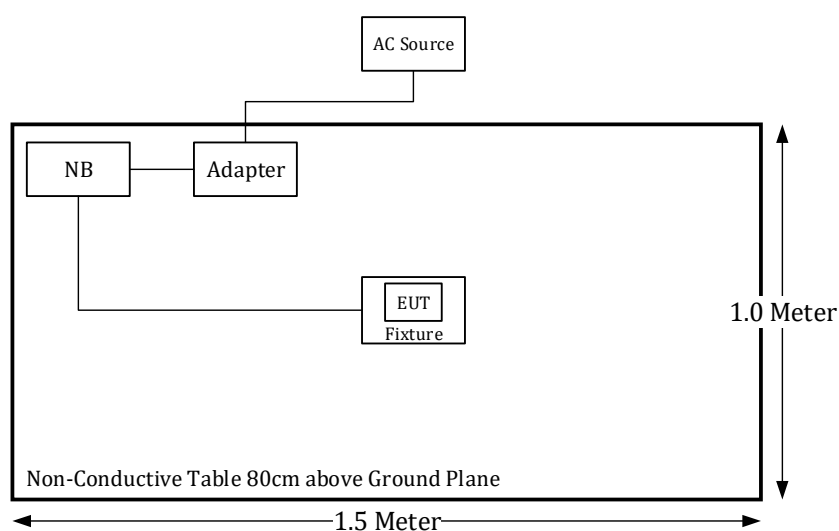 AC Source
NB
Adapter
EUT
Fixture
1.0 Meter
Non-Conductive Table 80cm above Ground Plane
1.5 Meter